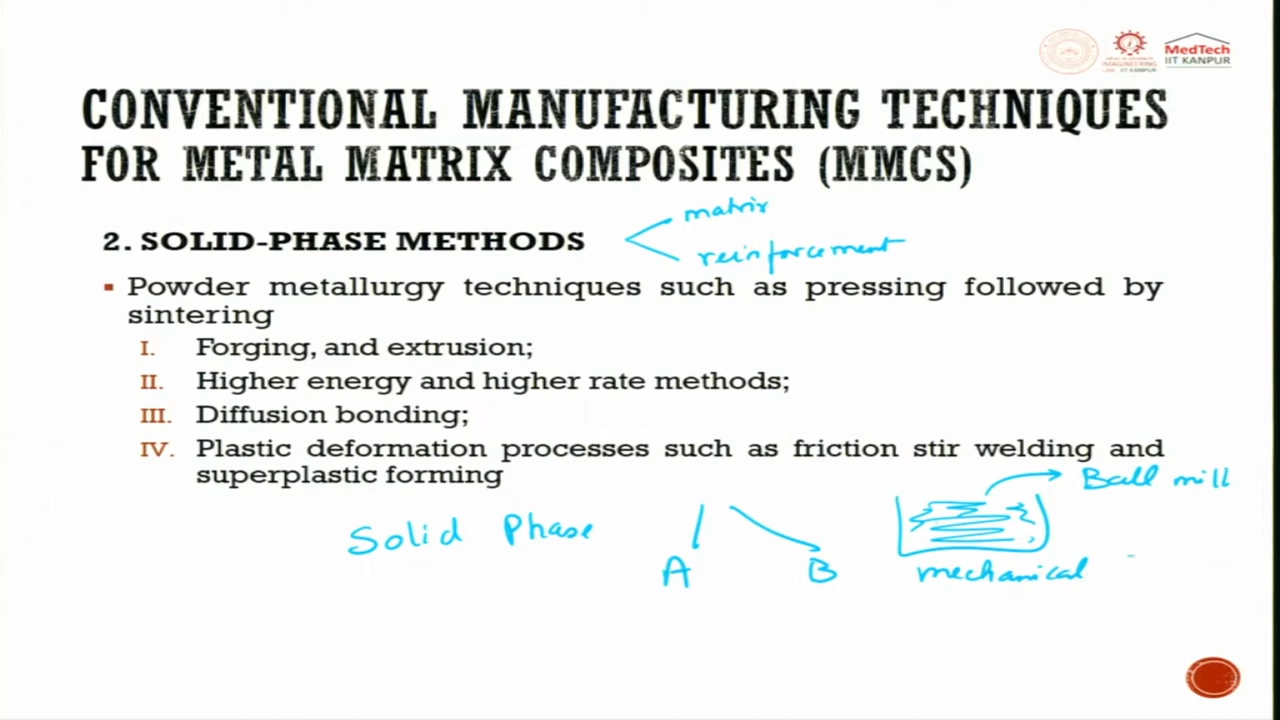 MedTech
IIT KANPUR
CONVENTIONAL MANUFACTURING TECHNIQUES
FOR METAL MATRIX COMPOSITES (MMCS)
matrix
2. SOLID-PHASE METHODS
reinforcement
▪ Powder metallurgy techniques such as pressing followed by
sintering
I. Forging, and extrusion;
II. Higher energy and higher rate methods;
III. Diffusion bonding;
IV. Plastic deformation processes such as friction stir welding and
superplastic forming
Ball mill
Solid Phase
A B mechanical